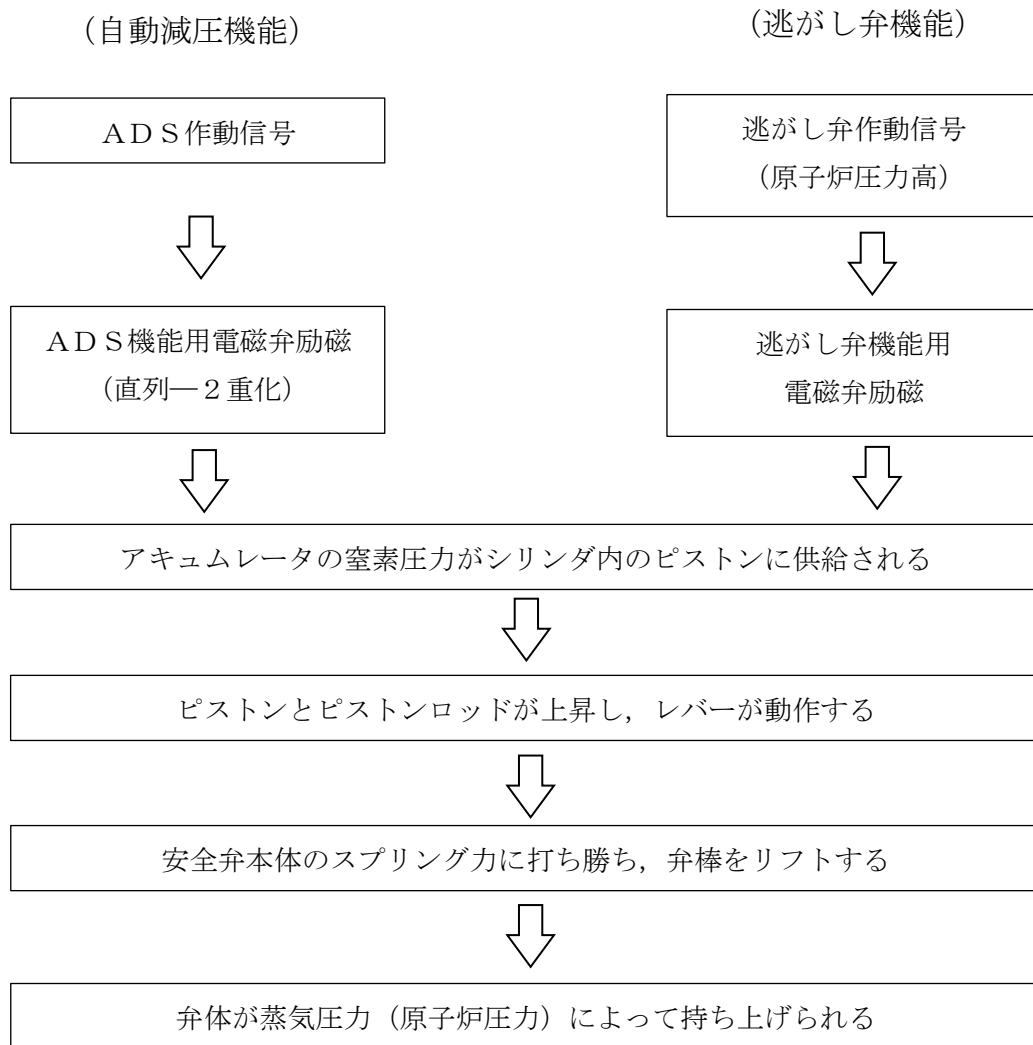 (自動減圧機能)
(逃がし弁機能)
ADS作動信号
逃がし弁作動信号
(原子炉圧力高)
ADS機能用電磁弁励磁
(直列―2重化)
逃がし弁機能用
電磁弁励磁
アキュムレータの窒素圧力がシリンダ内のピストンに供給される
ピストンとピストンロッドが上昇し,レバーが動作する
安全弁本体のスプリング力に打ち勝ち,弁棒をリフトする
弁体が蒸気圧力(原子炉圧力)によって持ち上げられる